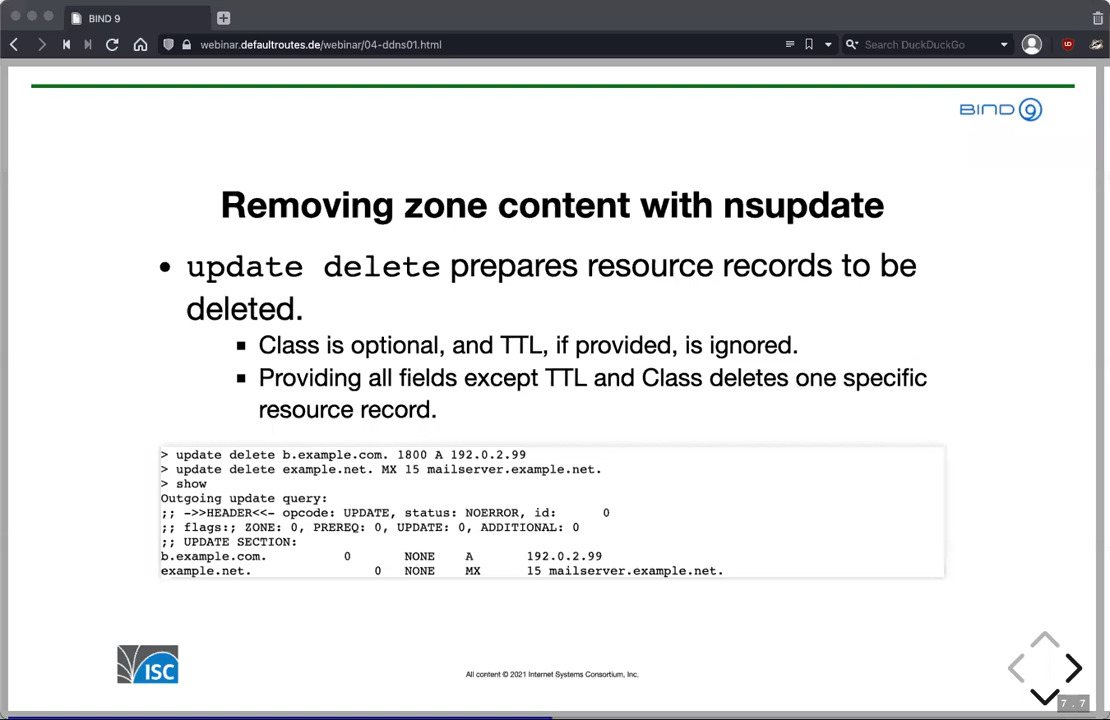 BIND 9
webinar.defaultroutes.de/webinar/04-ddns01.html
Search DuckDuckGo
BIND 9
Removing zone content with nsupdate
• update delete prepares resource records to be
deleted.
▪ Class is optional, and TTL, if provided, is ignored.
▪ Providing all fields except TTL and Class deletes one specific
resource record.
> update delete b.example.com. 1800 A 192.0.2.99
> update delete example.net. MX 15 mailserver.example.net.
> show
Outgoing update query:
;; ->>HEADER<<- opcode: UPDATE, status: NOERROR, id: 0
;; flags:; ZONE: 0, PREREQ: 0, UPDATE: 0, ADDITIONAL: 0
;; UPDATE SECTION:
b.example.com. 0 NONE A 192.0.2.99
example.net. 0 NONE MX 15 mailserver.example.net.
ISC
All content © 2021 Internet Systems Consortium, Inc.
7 . 7